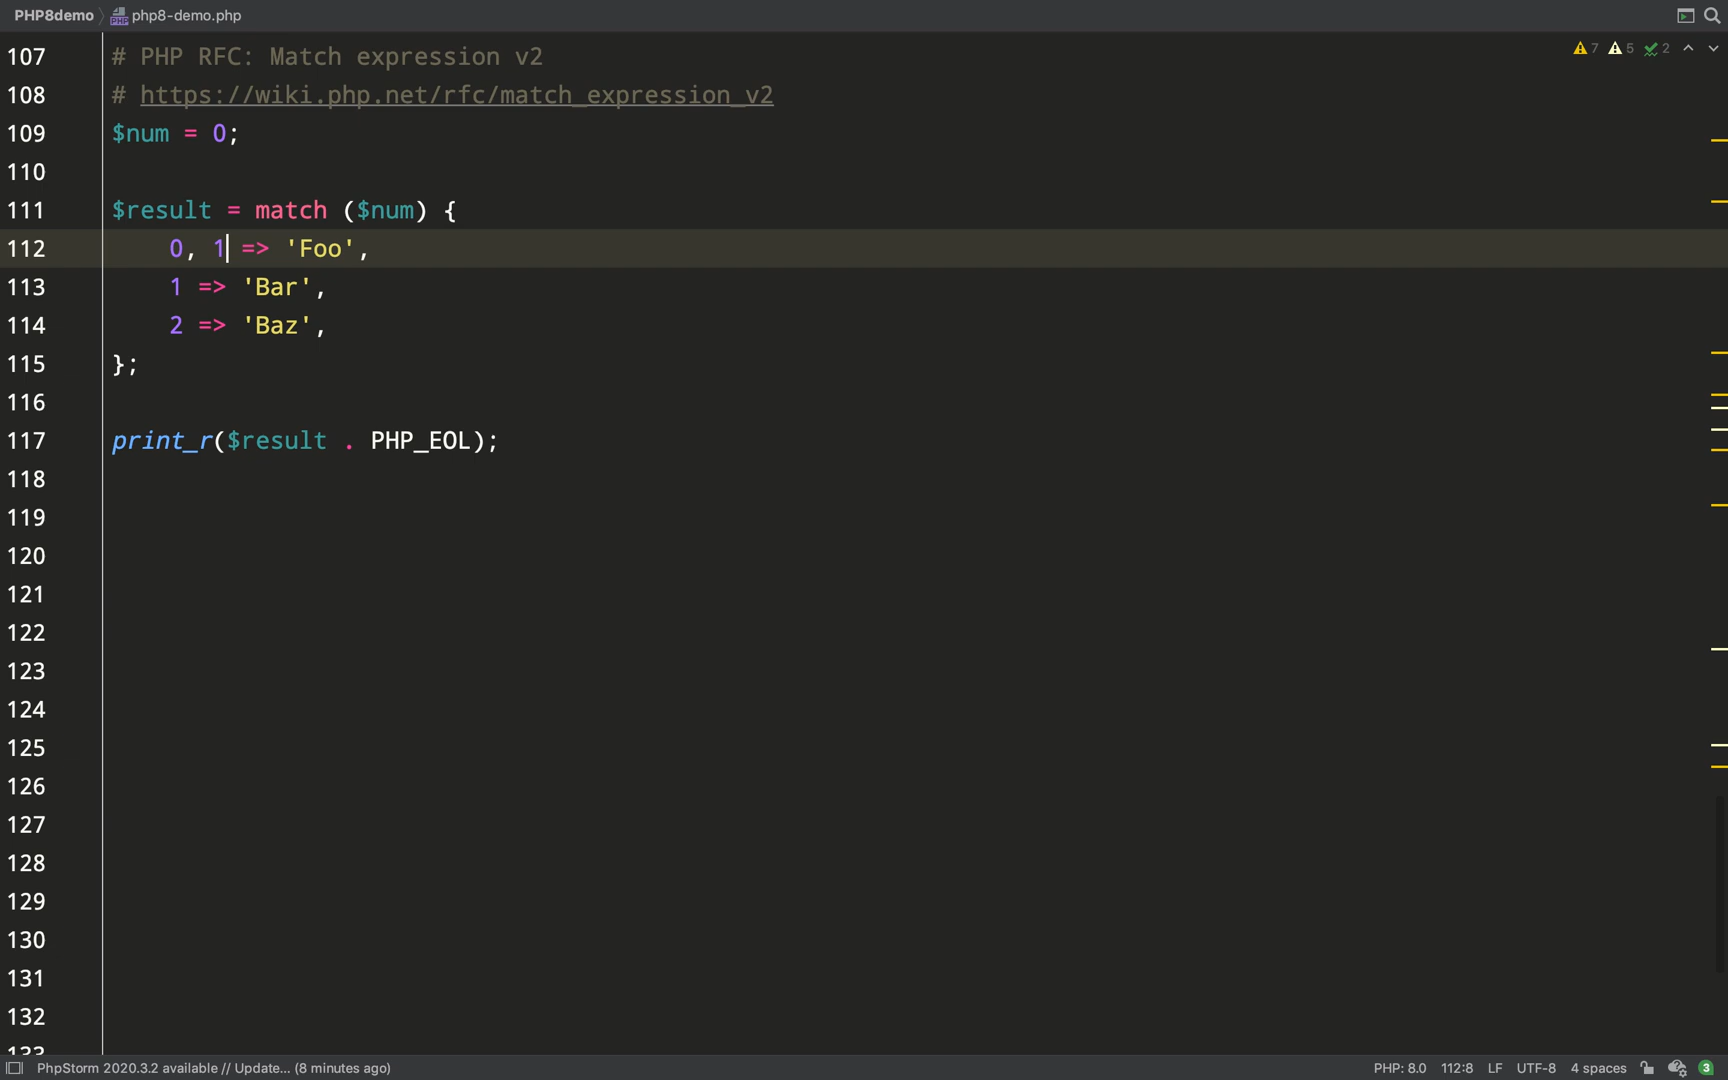 PHP8demo php8-demo.php
7 5 2
107 # PHP RFC: Match expression v2
108 # https://wiki.php.net/rfc/match_expression_v2
109 $num = 0;
110
111 $result = match ($num) {
112     0, 1 => 'Foo',
113     1 => 'Bar',
114     2 => 'Baz',
115 };
116
117 print_r($result . PHP_EOL);
118
119
120
121
122
123
124
125
126
127
128
129
130
131
132
133
PhpStorm 2020.3.2 available // Update... (8 minutes ago) PHP: 8.0 112:8 LF UTF-8 4 spaces 3